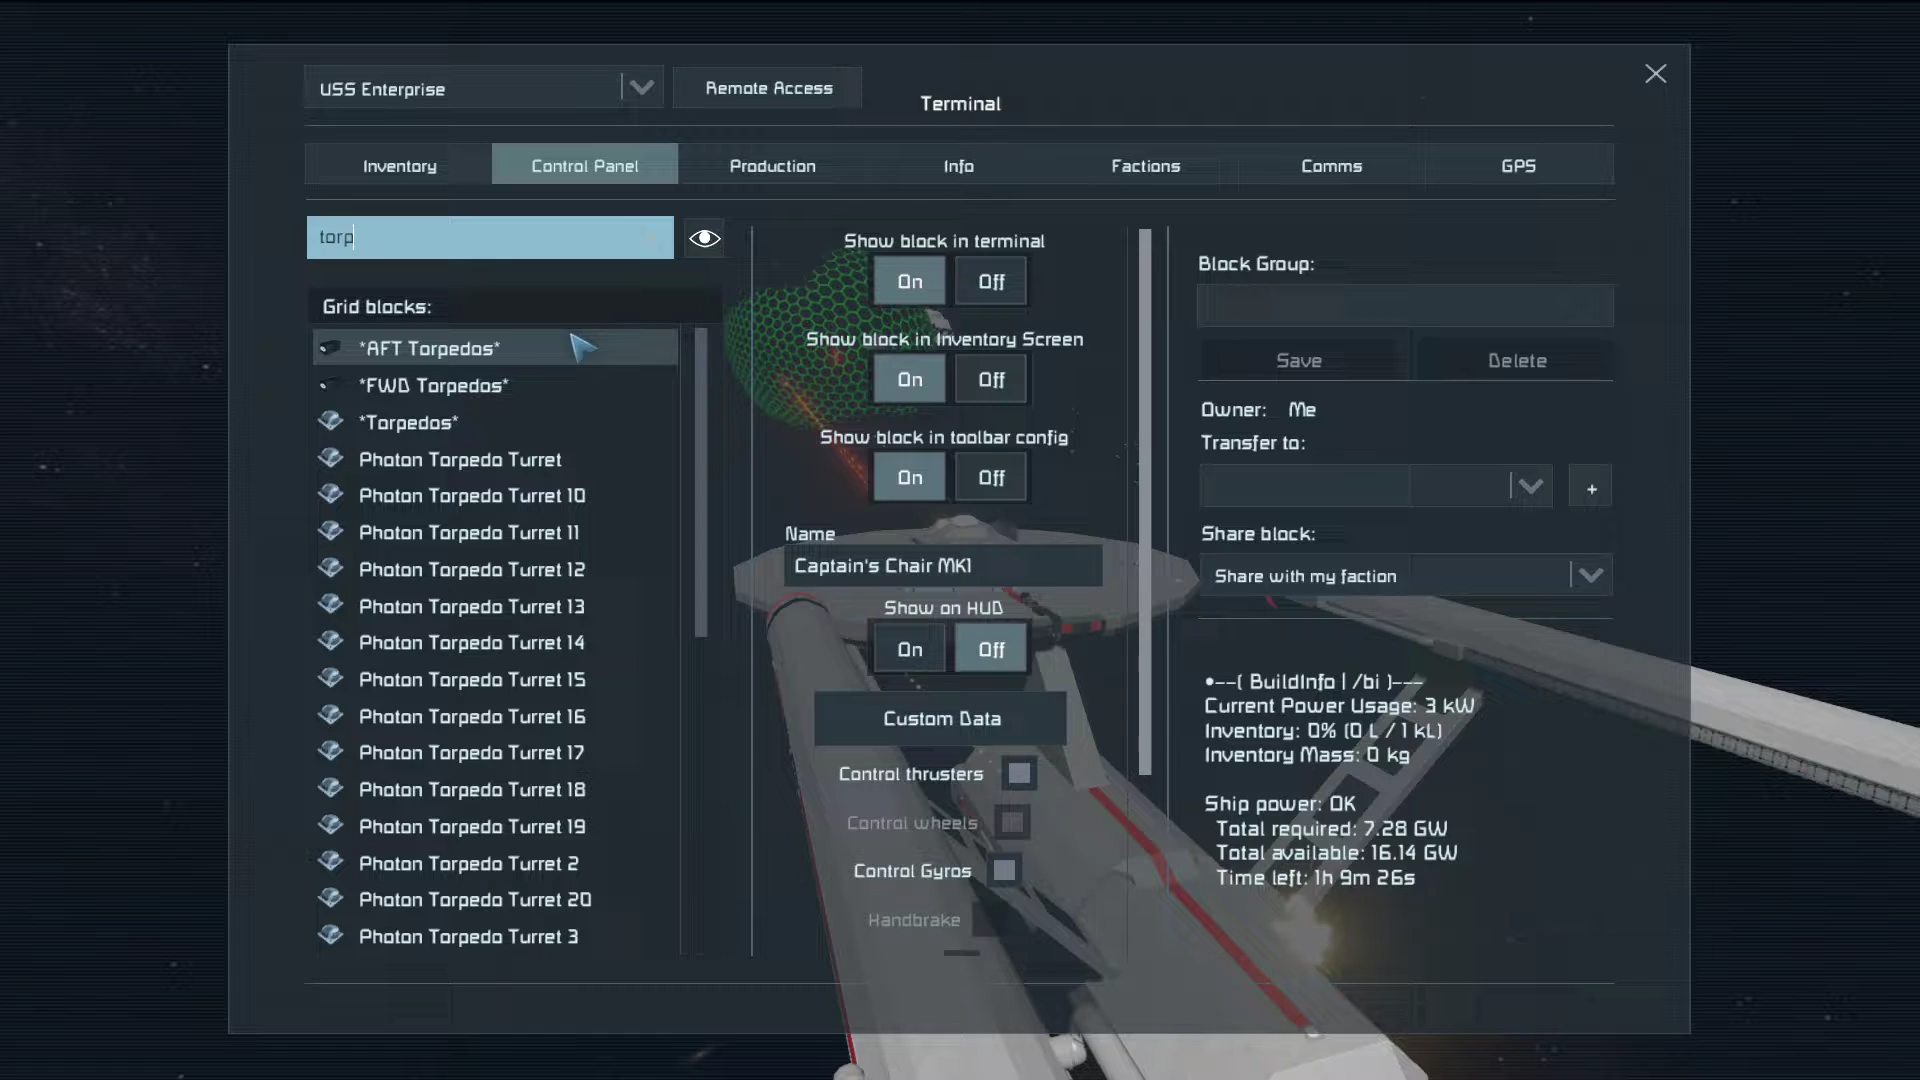 USS Enterprise
Remote Access
Terminal
Inventory
Control Panel
Production
Info
Factions
Comms
GPS
torp
Grid blocks:
*AFT Torpedos*
*FWD Torpedos*
*Torpedos*
Photon Torpedo Turret
Photon Torpedo Turret 10
Photon Torpedo Turret 11
Photon Torpedo Turret 12
Photon Torpedo Turret 13
Photon Torpedo Turret 14
Photon Torpedo Turret 15
Photon Torpedo Turret 16
Photon Torpedo Turret 17
Photon Torpedo Turret 18
Photon Torpedo Turret 19
Photon Torpedo Turret 2
Photon Torpedo Turret 20
Photon Torpedo Turret 3
Show block in terminal
On Off
Show block in Inventory Screen
On Off
Show block in toolbar config
On Off
Name
Captain's Chair MK1
Show on HUD
On Off
Custom Data
Control thrusters
Control wheels
Control Gyros
Handbrake
Block Group:
Save
Delete
Owner: Me
Transfer to:
+
Share block:
Share with my faction
•--( BuildInfo | /bi )---
Current Power Usage: 3 kW
Inventory: 0% (0 L / 1 kL)
Inventory Mass: 0 kg
Ship power: OK
Total required: 7.28 GW
Total available: 16.14 GW
Time left: 1h 9m 26s